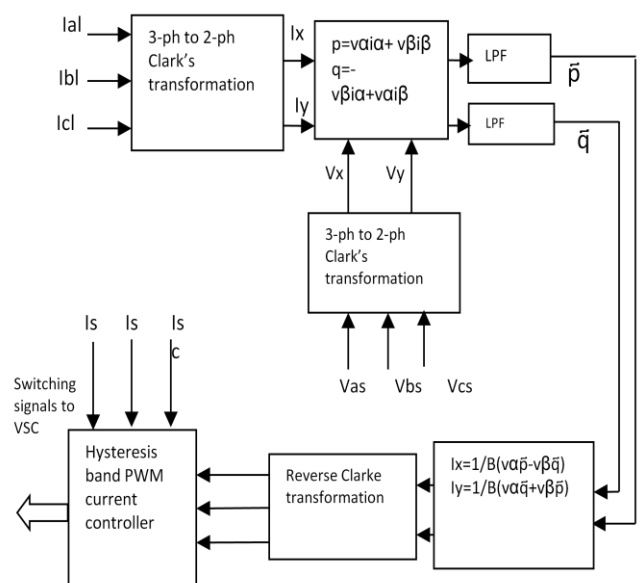 Ial
Ibl
Icl
3-ph to 2-ph
Clark's
transformation
Ix
Iy
p=vαiα+ vβiβ
q=-
vβiα+vαiβ
LPF
p̃
LPF
q̃
Vx
Vy
3-ph to 2-ph
Clark's
transformation
Vas
Vbs
Vcs
Is
Is
Is
c
Switching
signals to
VSC
Hysteresis
band PWM
current
controller
Reverse Clarke
transformation
Ix=1/B(vαp̃-vβq̃)
Iy=1/B(vαq̃+vβp̃)